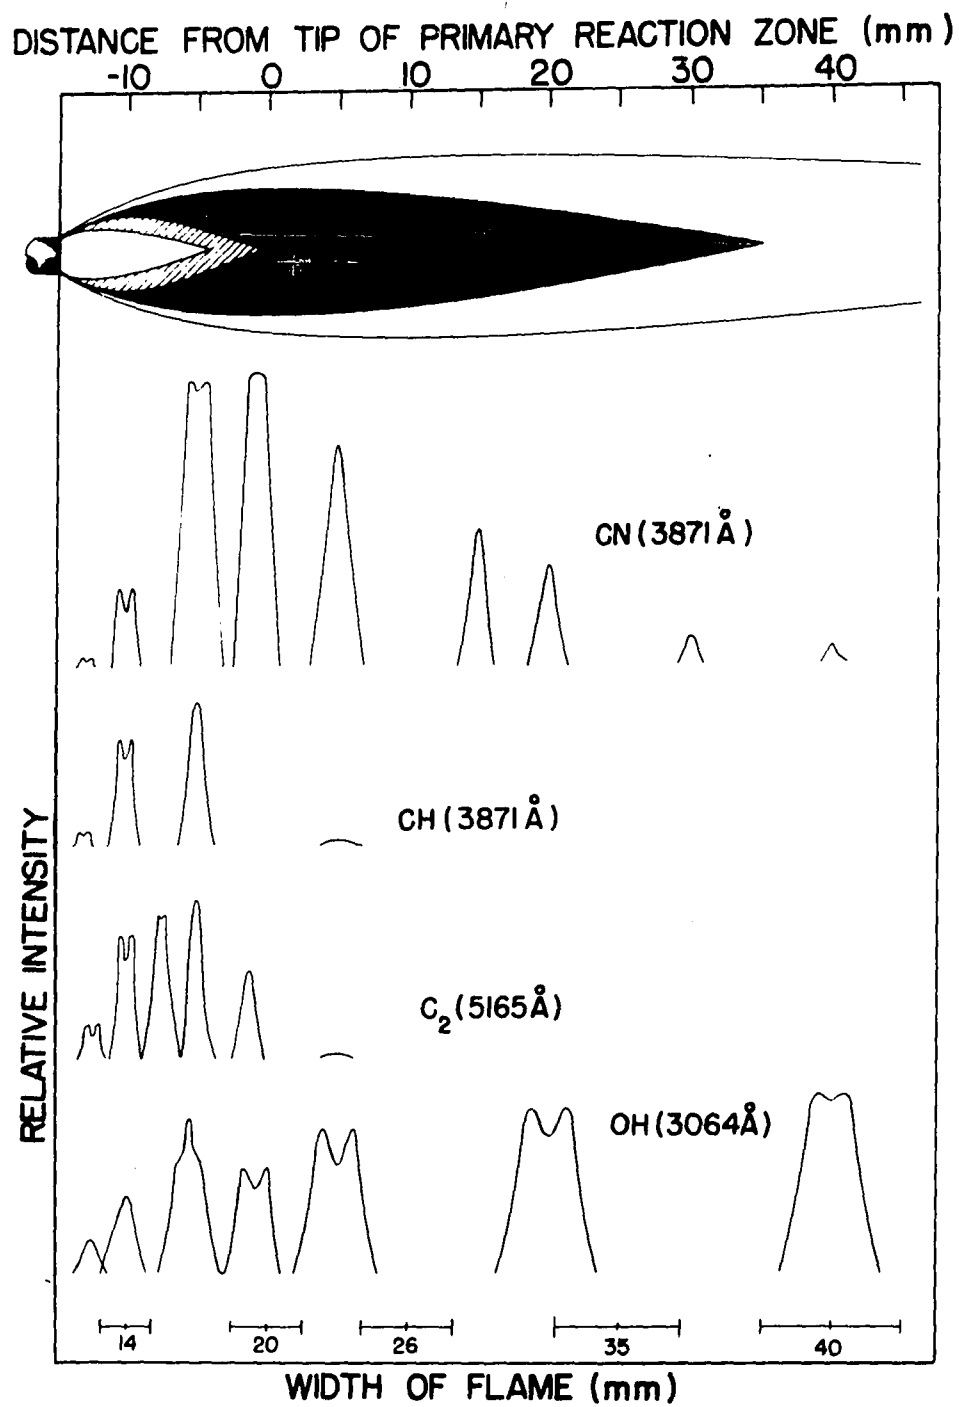 DISTANCE FROM TIP OF PRIMARY REACTION ZONE (mm)
-10 0 10 20 30 40
CN (3871 Å)
CH (3871 Å)
C₂ (5165 Å)
OH (3064 Å)
RELATIVE INTENSITY
14 20 26 35 40
WIDTH OF FLAME (mm)